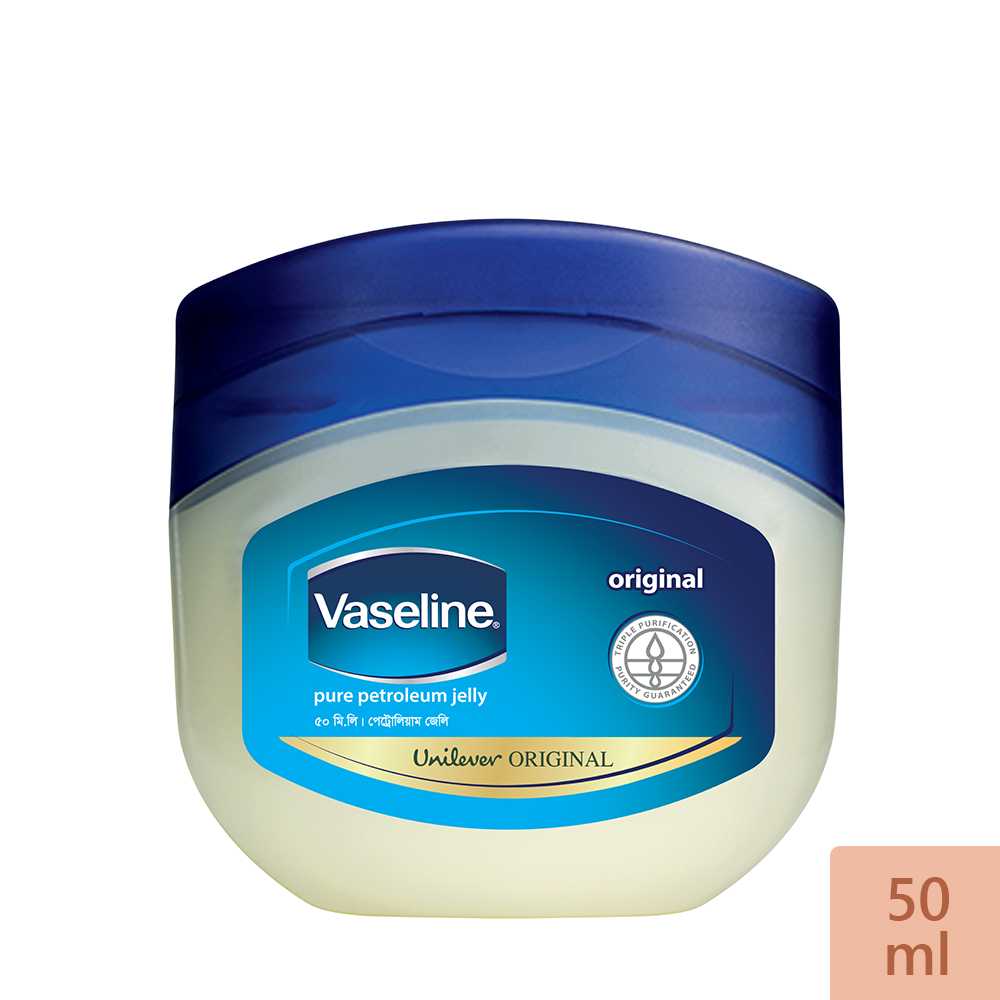 Vaseline®
pure petroleum jelly
৫০ মি.লি। পেট্রোলিয়াম জেলি
original
TRIPLE PURIFICATION
PURITY GUARANTEED
Unilever ORIGINAL
50
ml